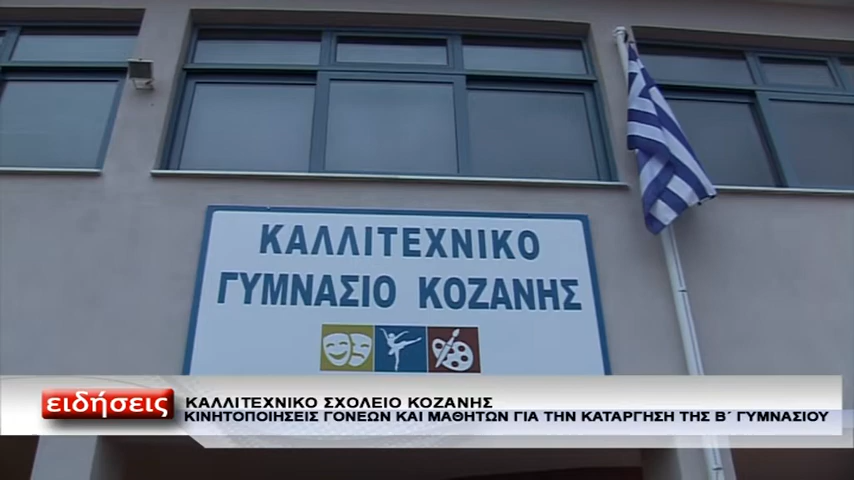 ΚΑΛΛΙΤΕΧΝΙΚΟ
ΓΥΜΝΑΣΙΟ ΚΟΖΑΝΗΣ
ειδήσεις
ΚΑΛΛΙΤΕΧΝΙΚΟ ΣΧΟΛΕΙΟ ΚΟΖΑΝΗΣ
ΚΙΝΗΤΟΠΟΙΗΣΕΙΣ ΓΟΝΕΩΝ ΚΑΙ ΜΑΘΗΤΩΝ ΓΙΑ ΤΗΝ ΚΑΤΑΡΓΗΣΗ ΤΗΣ Β΄ ΓΥΜΝΑΣΙΟΥ